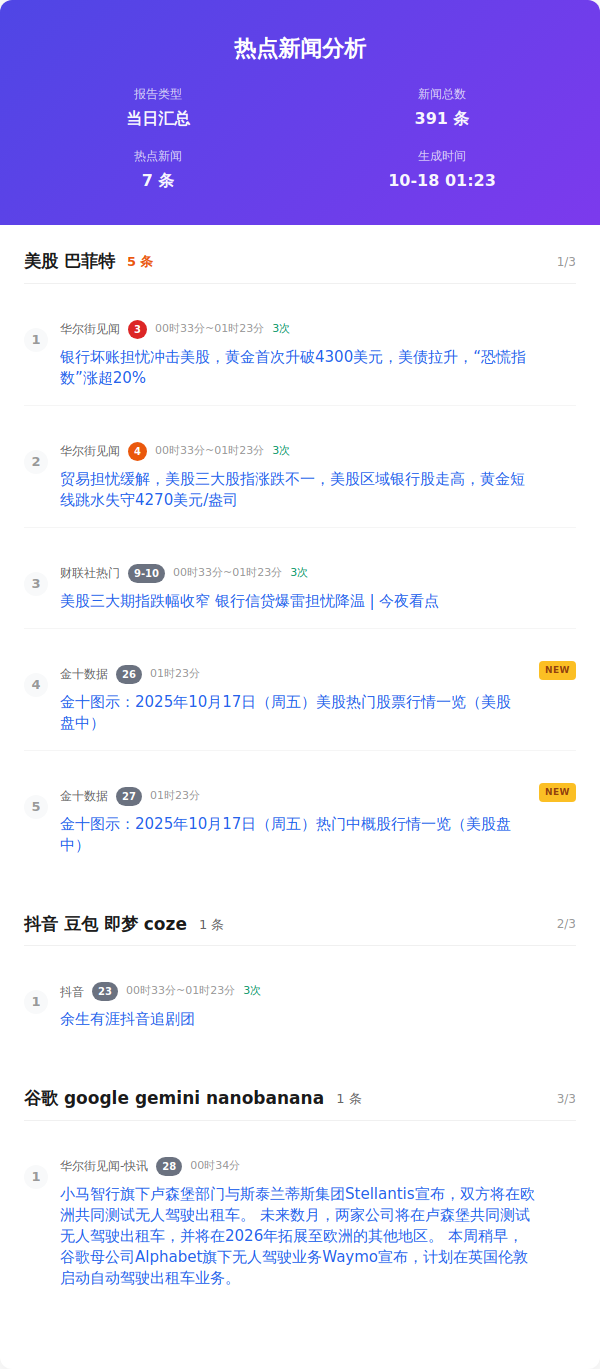 热点新闻分析
报告类型
新闻总数
当日汇总
391 条
热点新闻
生成时间
7 条
10-18 01:23
美股 巴菲特 5 条 1/3
1
华尔街见闻 3 00时33分~01时23分 3次
银行坏账担忧冲击美股，黄金首次升破4300美元，美债拉升，“恐慌指
数”涨超20%
2
华尔街见闻 4 00时33分~01时23分 3次
贸易担忧缓解，美股三大股指涨跌不一，美股区域银行股走高，黄金短
线跳水失守4270美元/盎司
3
财联社热门 9-10 00时33分~01时23分 3次
美股三大期指跌幅收窄 银行信贷爆雷担忧降温 | 今夜看点
4
金十数据 26 01时23分 NEW
金十图示：2025年10月17日（周五）美股热门股票行情一览（美股
盘中）
5
金十数据 27 01时23分 NEW
金十图示：2025年10月17日（周五）热门中概股行情一览（美股盘
中）
抖音 豆包 即梦 coze 1 条 2/3
1
抖音 23 00时33分~01时23分 3次
余生有涯抖音追剧团
谷歌 google gemini nanobanana 1 条 3/3
1
华尔街见闻-快讯 28 00时34分
小马智行旗下卢森堡部门与斯泰兰蒂斯集团Stellantis宣布，双方将在欧
洲共同测试无人驾驶出租车。 未来数月，两家公司将在卢森堡共同测试
无人驾驶出租车，并将在2026年拓展至欧洲的其他地区。 本周稍早，
谷歌母公司Alphabet旗下无人驾驶业务Waymo宣布，计划在英国伦敦
启动自动驾驶出租车业务。